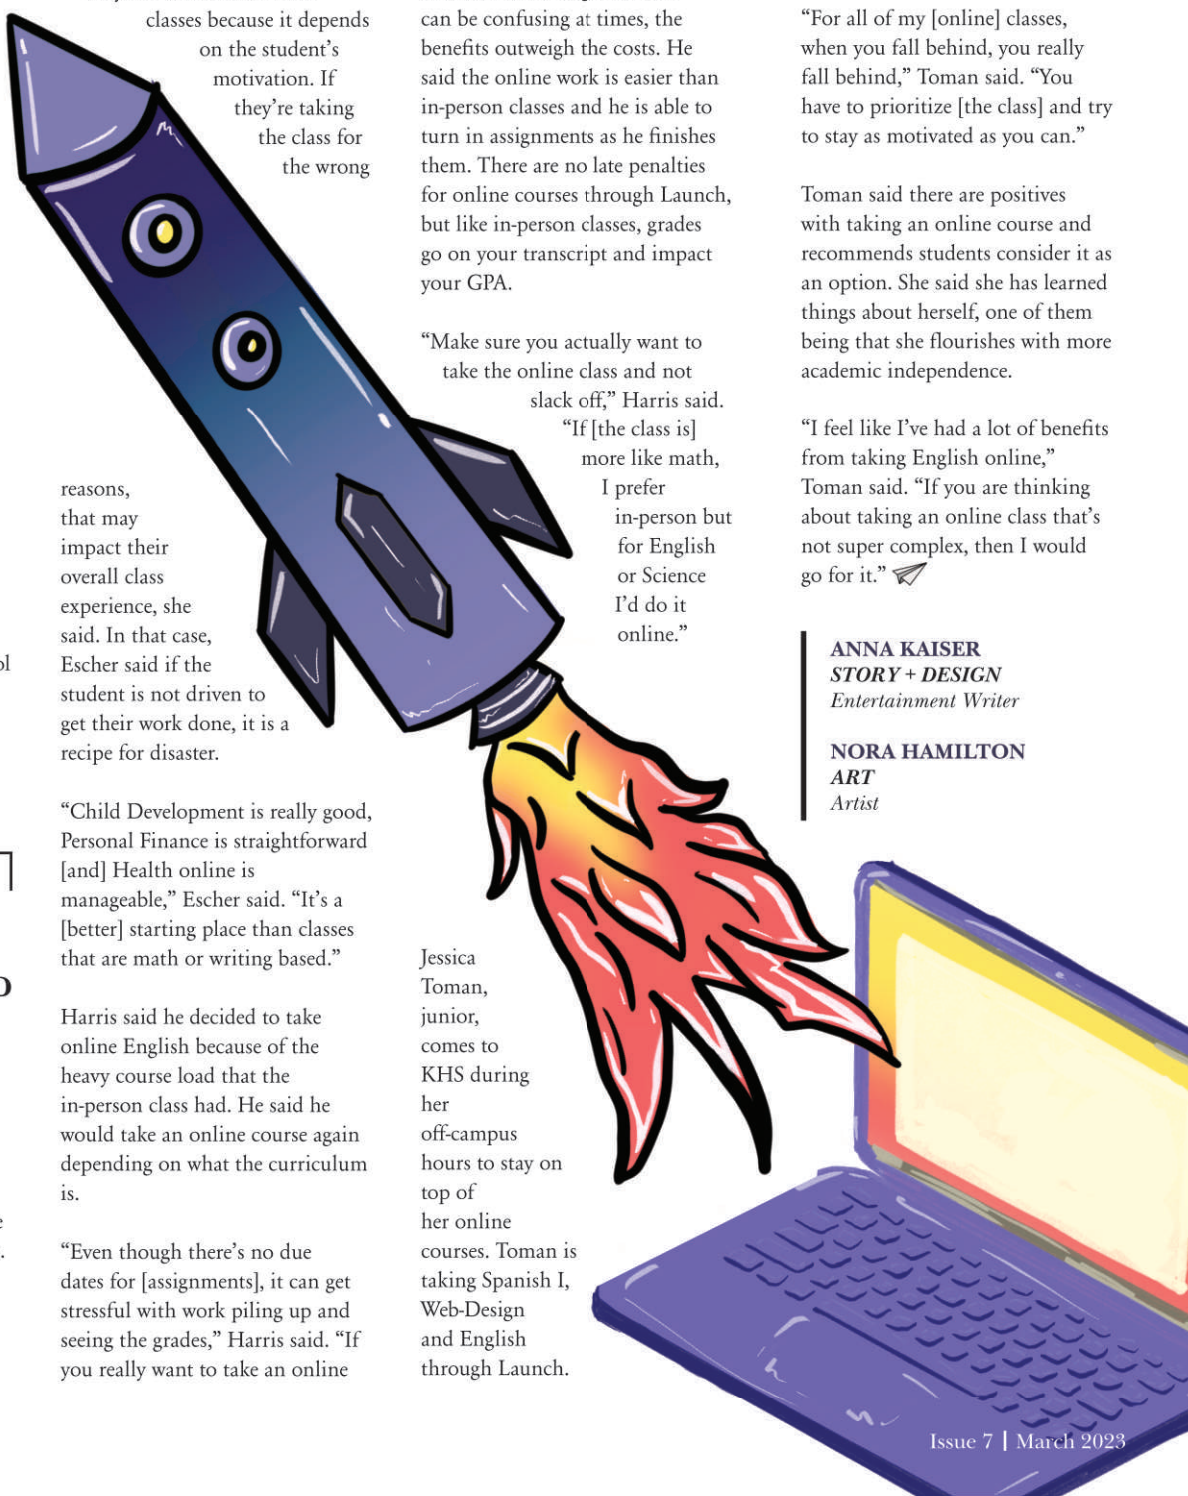 classes because it depends
on the student’s
motivation. If
they’re taking
the class for
the wrong
reasons,
that may
impact their
overall class
experience, she
said. In that case,
Escher said if the
student is not driven to
get their work done, it is a
recipe for disaster.
“Child Development is really good,
Personal Finance is straightforward
[and] Health online is
manageable,” Escher said. “It’s a
[better] starting place than classes
that are math or writing based.”
Harris said he decided to take
online English because of the
heavy course load that the
in-person class had. He said he
would take an online course again
depending on what the curriculum
is.
“Even though there’s no due
dates for [assignments], it can get
stressful with work piling up and
seeing the grades,” Harris said. “If
you really want to take an online
can be confusing at times, the
benefits outweigh the costs. He
said the online work is easier than
in-person classes and he is able to
turn in assignments as he finishes
them. There are no late penalties
for online courses through Launch,
but like in-person classes, grades
go on your transcript and impact
your GPA.
“Make sure you actually want to
take the online class and not
slack off,” Harris said.
“If [the class is]
more like math,
I prefer
in-person but
for English
or Science
I’d do it
online.”
Jessica
Toman,
junior,
comes to
KHS during
her
off-campus
hours to stay on
top of
her online
courses. Toman is
taking Spanish I,
Web-Design
and English
through Launch.
“For all of my [online] classes,
when you fall behind, you really
fall behind,” Toman said. “You
have to prioritize [the class] and try
to stay as motivated as you can.”
Toman said there are positives
with taking an online course and
recommends students consider it as
an option. She said she has learned
things about herself, one of them
being that she flourishes with more
academic independence.
“I feel like I’ve had a lot of benefits
from taking English online,”
Toman said. “If you are thinking
about taking an online class that’s
not super complex, then I would
go for it.”
ANNA KAISER
STORY + DESIGN
Entertainment Writer
NORA HAMILTON
ART
Artist
Issue 7 | March 2023